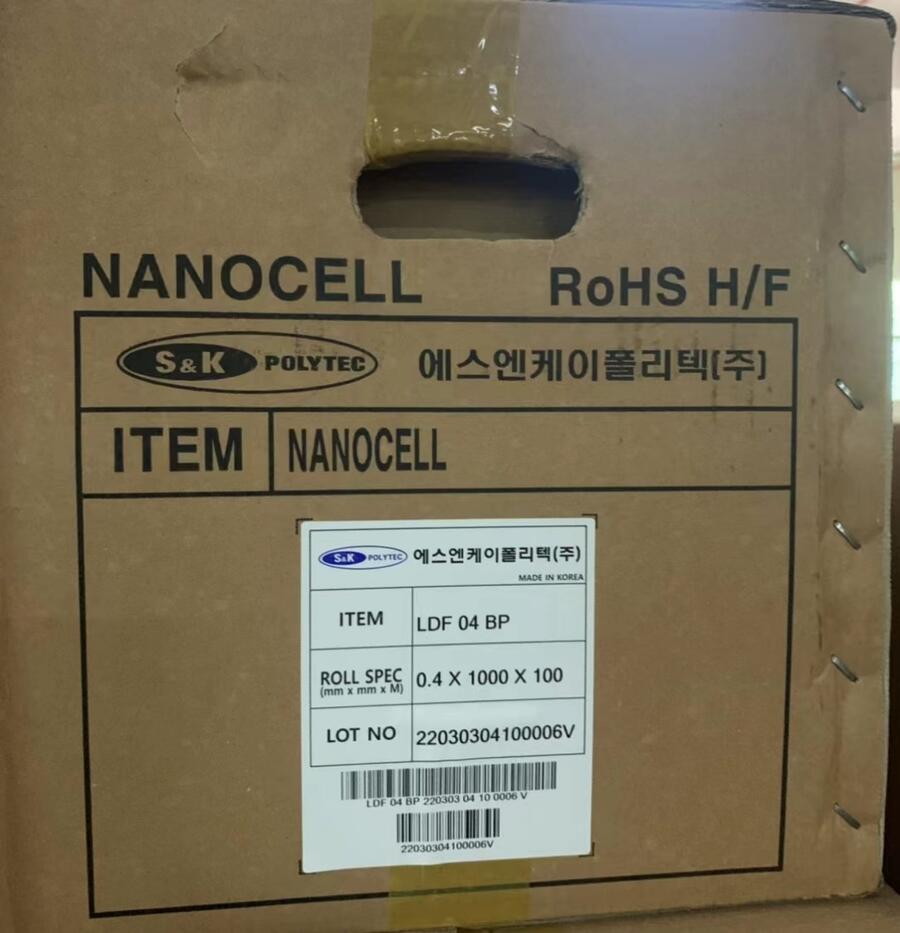 NANOCELL RoHS H/F
S&K POLYTEC 에스엔케이폴리텍(주)
ITEM NANOCELL
S&K POLYTEC 에스엔케이폴리텍(주)
MADE IN KOREA
ITEM LDF 04 BP
ROLL SPEC 0.4 X 1000 X 100
(mm x mm x M)
LOT NO 22030304100006V
LDF 04 BP 220303 04 10 0006 V
22030304100006V